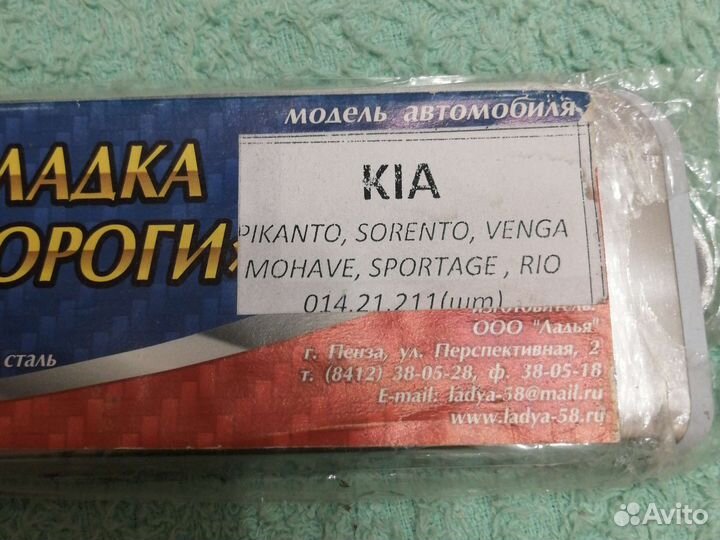 модель автомобиля
ЛАДКА
ОРОГИ»
сталь
KIA
PIKANTO, SORENTO, VENGA
MOHAVE, SPORTAGE , RIO
014.21.211(шт)
изготовитель:
ООО "Ладья"
г. Пенза, ул. Перспективная, 2
т. (8412) 38-05-28, ф. 38-05-18
E-mail: ladya-58@mail.ru
www.ladya-58.ru
Avito